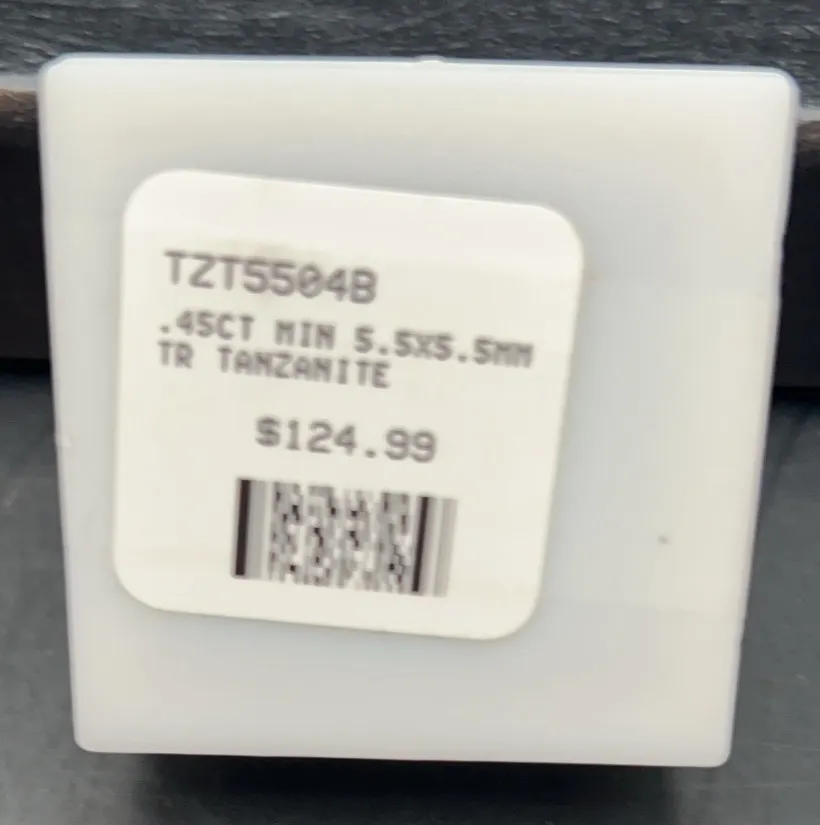 TZT5504B
.45CT MIN 5.5X5.5MM
TR TANZANITE
$124.99